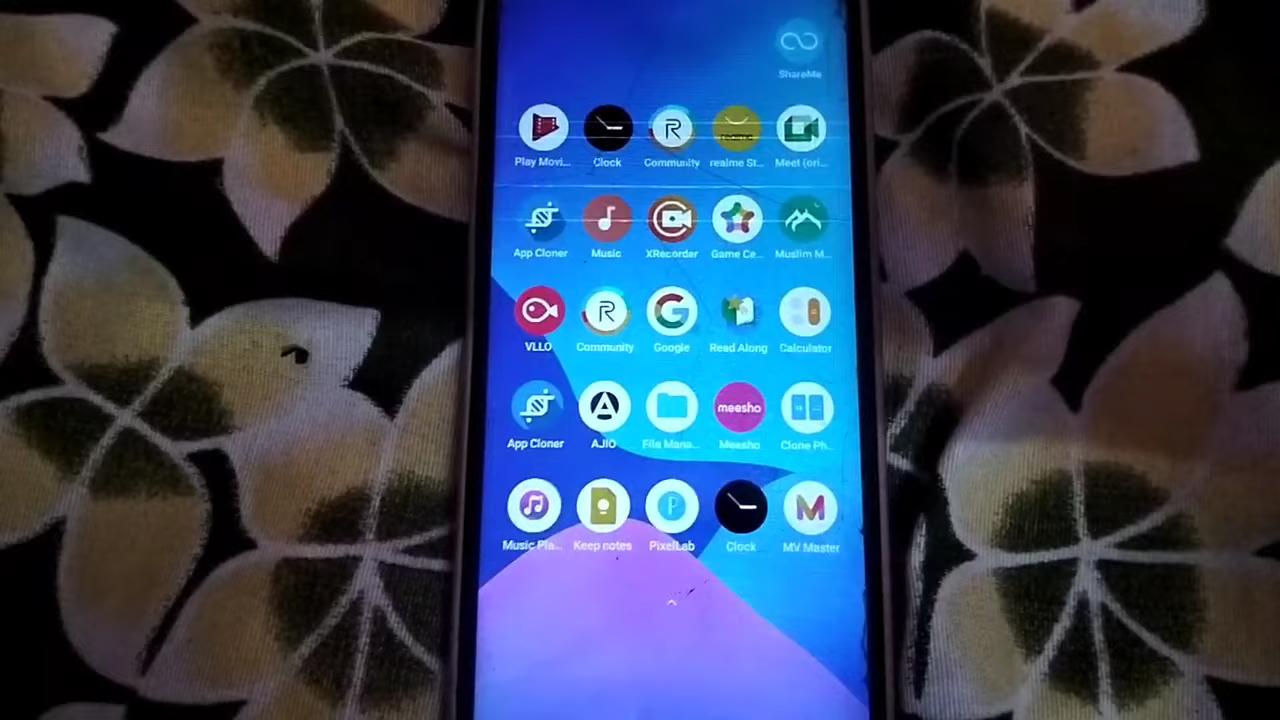 ShareMe
Play Movi... Clock Community realme St... Meet (ori...
realme
App Cloner Music XRecorder Game Ce... Muslim M...
VLLO Community Google Read Along Calculator
meesho
App Cloner AJIO File Mana... Meesho Clone Ph...
Music Pla... Keep notes PixelLab Clock MV Master